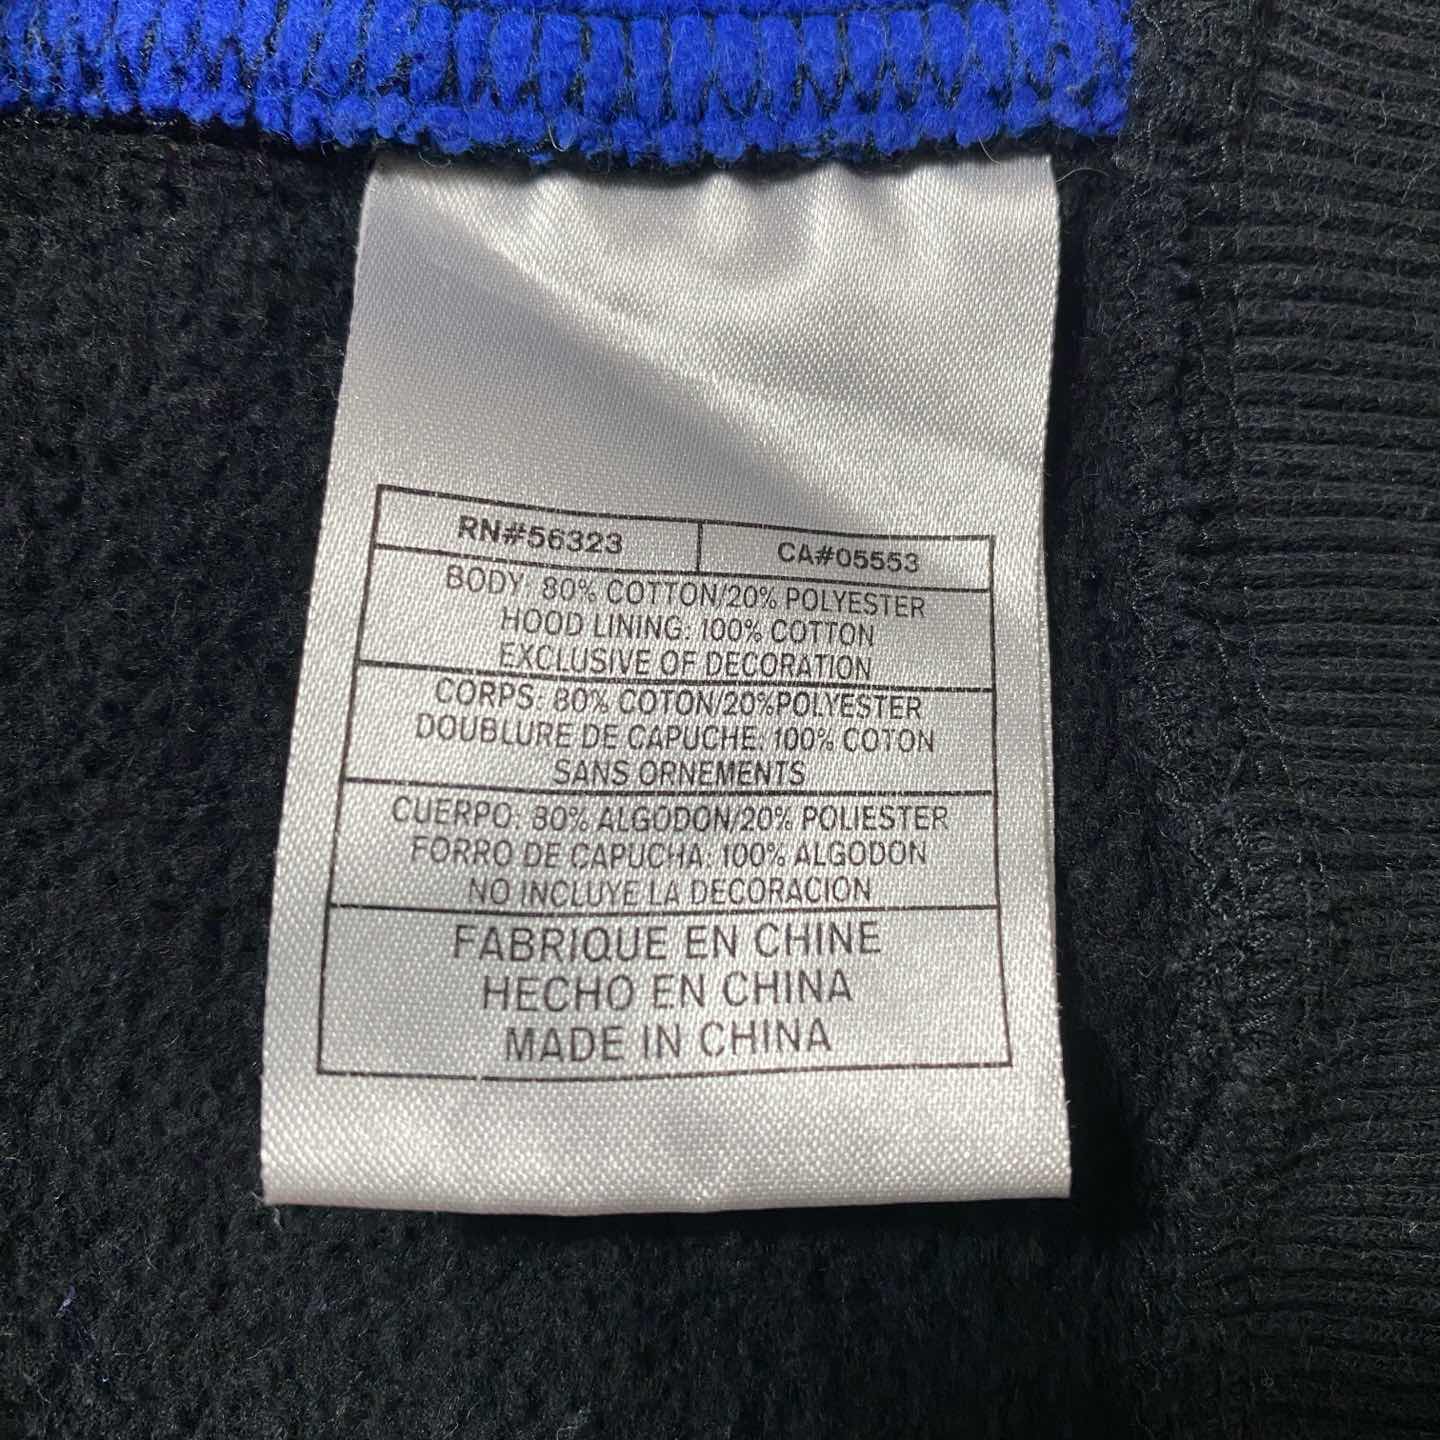 RN#56323 CA#05553
BODY: 80% COTTON/20% POLYESTER
HOOD LINING: 100% COTTON
EXCLUSIVE OF DECORATION
CORPS: 80% COTON/20%POLYESTER
DOUBLURE DE CAPUCHE: 100% COTON
SANS ORNEMENTS
CUERPO: 80% ALGODON/20% POLIESTER
FORRO DE CAPUCHA: 100% ALGODON
NO INCLUYE LA DECORACION
FABRIQUE EN CHINE
HECHO EN CHINA
MADE IN CHINA